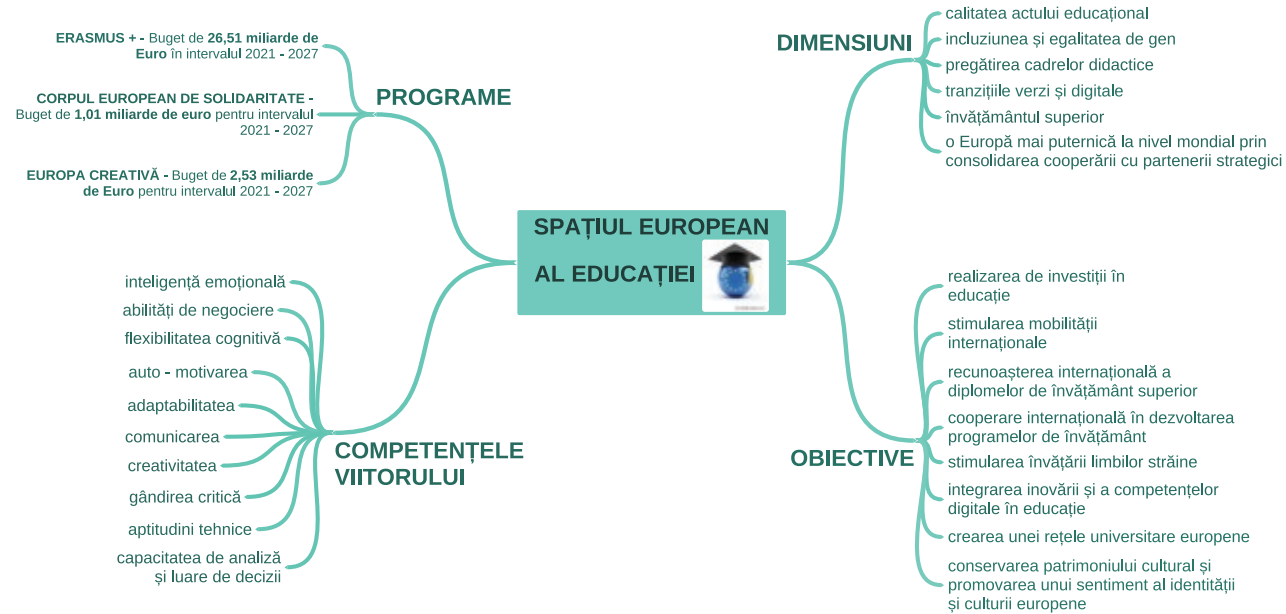 SPAȚIUL EUROPEAN
AL EDUCAȚIEI
PROGRAME
ERASMUS + - Buget de 26,51 miliarde de
Euro în intervalul 2021 - 2027
CORPUL EUROPEAN DE SOLIDARITATE -
Buget de 1,01 miliarde de euro pentru intervalul
2021 - 2027
EUROPA CREATIVĂ - Buget de 2,53 miliarde
de Euro pentru intervalul 2021 - 2027
DIMENSIUNI
calitatea actului educațional
incluziunea și egalitatea de gen
pregătirea cadrelor didactice
tranzițiile verzi și digitale
învățământul superior
o Europă mai puternică la nivel mondial prin
consolidarea cooperării cu partenerii strategici
COMPETENȚELE
VIITORULUI
inteligență emoțională
abilități de negociere
flexibilitatea cognitivă
auto - motivarea
adaptabilitatea
comunicarea
creativitatea
gândirea critică
aptitudini tehnice
capacitatea de analiză
și luare de decizii
OBIECTIVE
realizarea de investiții în
educație
stimularea mobilității
internaționale
recunoașterea internațională a
diplomelor de învățământ superior
cooperare internațională în dezvoltarea
programelor de învățământ
stimularea învățării limbilor străine
integrarea inovării și a competențelor
digitale în educație
crearea unei rețele universitare europene
conservarea patrimoniului cultural și
promovarea unui sentiment al identității
și culturii europene